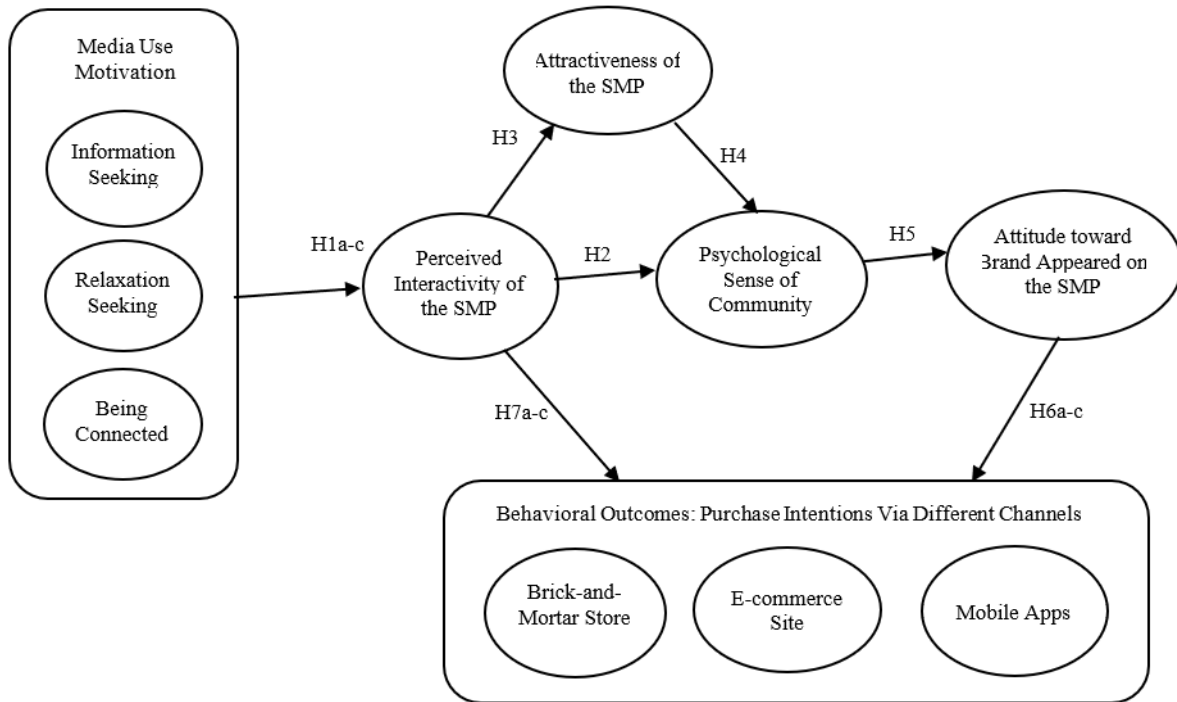 Media Use
Motivation
Information
Seeking
Relaxation
Seeking
Being
Connected
H1a-c
Perceived
Interactivity of
the SMP
H3
Attractiveness of
the SMP
H4
H2
Psychological
Sense of
Community
H5
Attitude toward
Brand Appeared on
the SMP
H7a-c
H6a-c
Behavioral Outcomes: Purchase Intentions Via Different Channels
Brick-and-
Mortar Store
E-commerce
Site
Mobile Apps